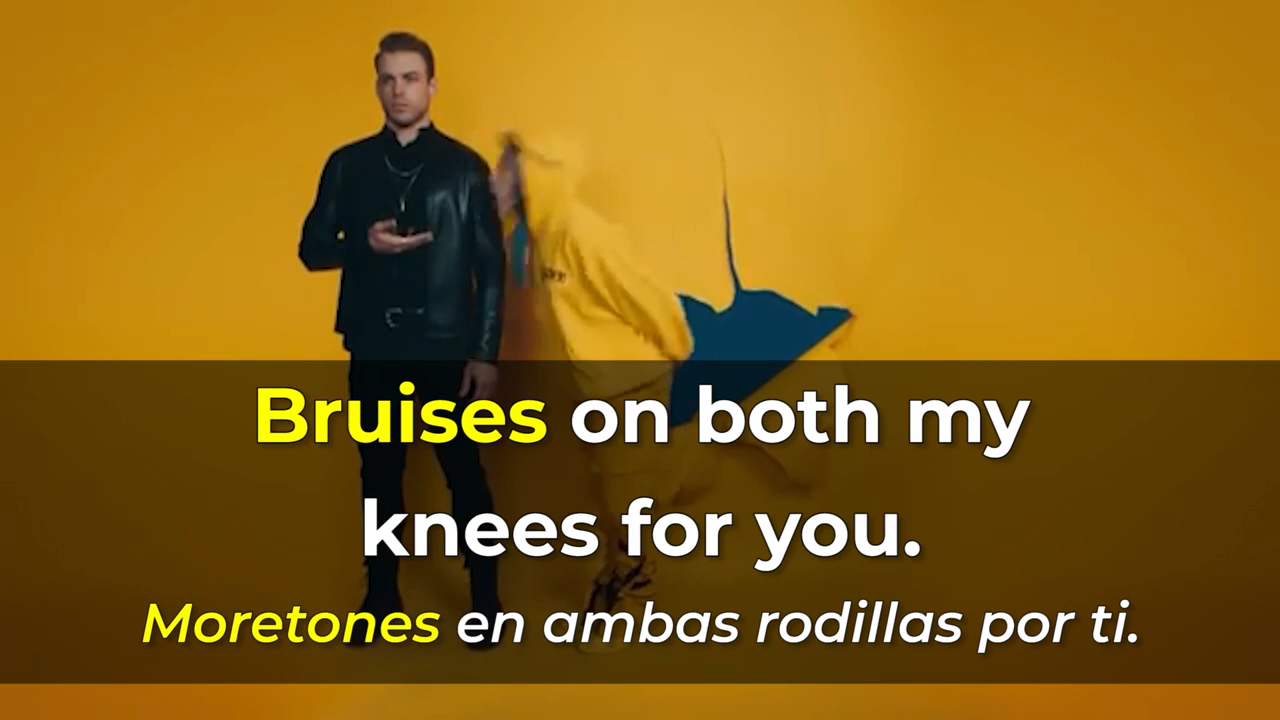 Bruises on both my
knees for you.
Moretones en ambas rodillas por ti.